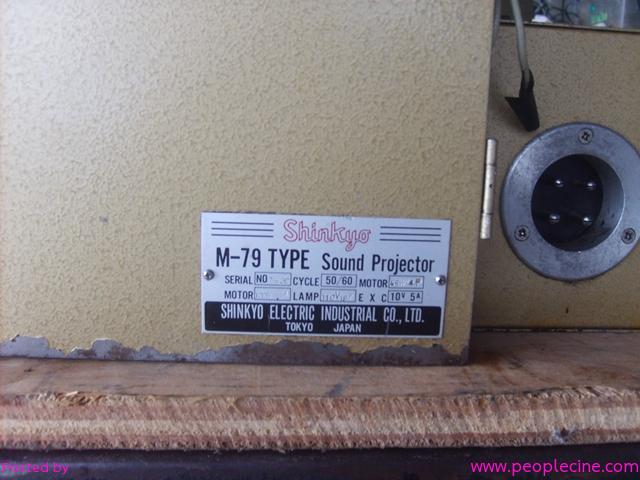 Shinkyo
M-79 TYPE Sound Projector
SERIAL NO CYCLE 50/60 MOTOR
MOTOR LAMP EXC 10V 5A
SHINKYO ELECTRIC INDUSTRIAL CO., LTD.
TOKYO JAPAN
Posted by
www.peoplecine.com